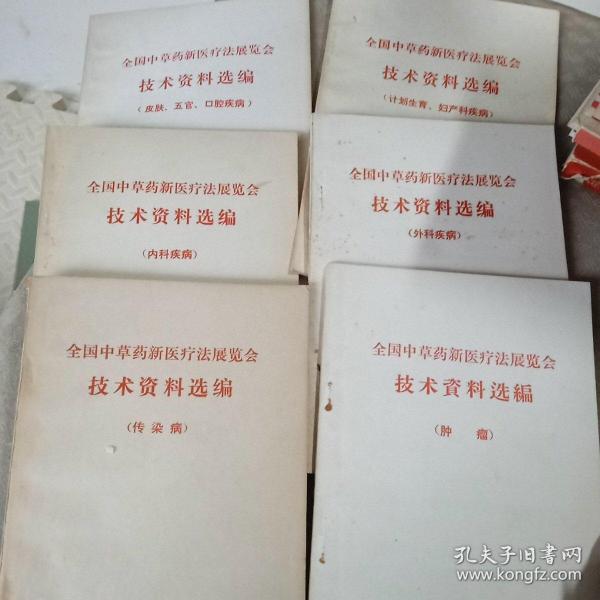 全国中草药新医疗法展览会
技术资料选编
（皮肤、五官、口腔疾病）
全国中草药新医疗法展览会
技术资料选编
（计划生育、妇产科疾病）
全国中草药新医疗法展览会
技术资料选编
（内科疾病）
全国中草药新医疗法展览会
技术资料选编
（外科疾病）
全国中草药新医疗法展览会
技术资料选编
（传染病）
全国中草药新医疗法展览会
技术資料选編
（肿 瘤）
孔夫子旧书网
www.kongfz.com